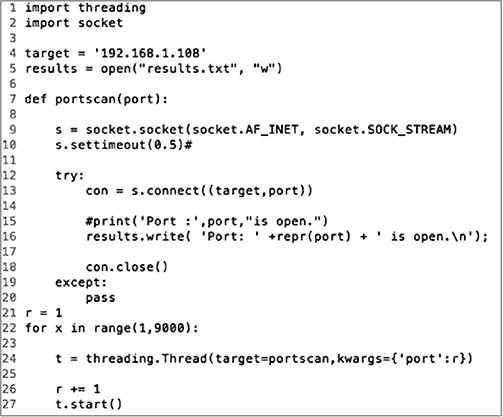 1 import threading
2 import socket
3
4 target = '192.168.1.108'
5 results = open("results.txt", "w")
6
7 def portscan(port):
8
9     s = socket.socket(socket.AF_INET, socket.SOCK_STREAM)
10     s.settimeout(0.5)#
11
12     try:
13         con = s.connect((target,port))
14
15         #print('Port :',port,"is open.")
16         results.write( 'Port: ' +repr(port) + ' is open.\n');
17
18         con.close()
19     except:
20         pass
21 r = 1
22 for x in range(1,9000):
23
24     t = threading.Thread(target=portscan,kwargs={'port':r})
25
26     r += 1
27     t.start()